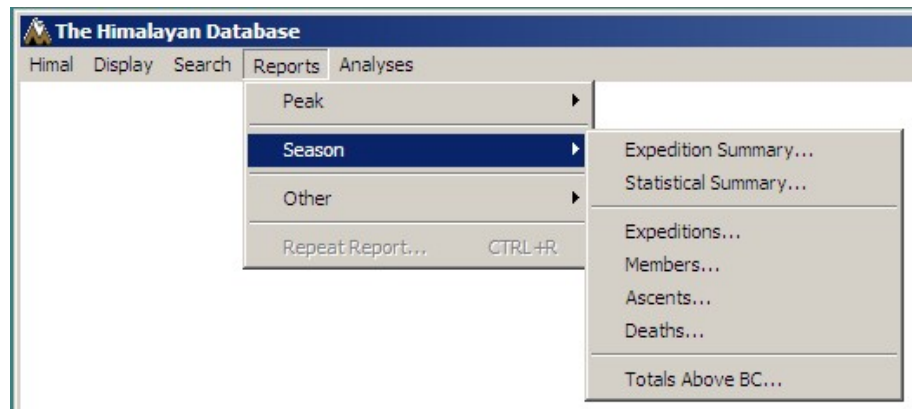 The Himalayan Database
Himal Display Search Reports Analyses
Peak
Season
Other
Repeat Report... CTRL+R
Expedition Summary...
Statistical Summary...
Expeditions...
Members...
Ascents...
Deaths...
Totals Above BC...